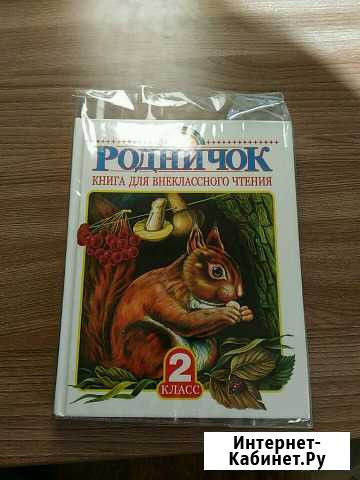 РОДНИЧОК
КНИГА ДЛЯ ВНЕКЛАССНОГО ЧТЕНИЯ
2
КЛАСС
Интернет-
Кабинет.Ру